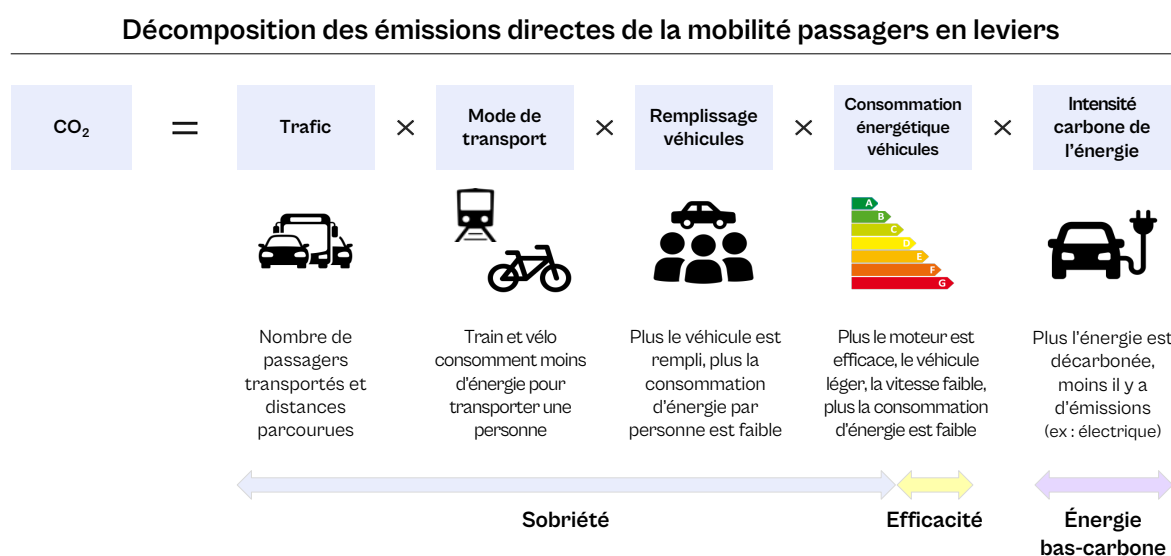 Décomposition des émissions directes de la mobilité passagers en leviers
CO₂
=
Trafic
×
Mode de
transport
×
Remplissage
véhicules
×
Consommation
énergétique
véhicules
×
Intensité
carbone de
l'énergie
A
B
C
D
E
F
G
Nombre de
passagers
transportés et
distances
parcourues
Train et vélo
consomment moins
d'énergie pour
transporter une
personne
Plus le véhicule est
rempli, plus la
consommation
d'énergie par
personne est faible
Plus le moteur est
efficace, le véhicule
léger, la vitesse faible,
plus la consommation
d'énergie est faible
Plus l'énergie est
décarbonée,
moins il y a
d'émissions
(ex : électrique)
Sobriété
Efficacité
Énergie
bas-carbone